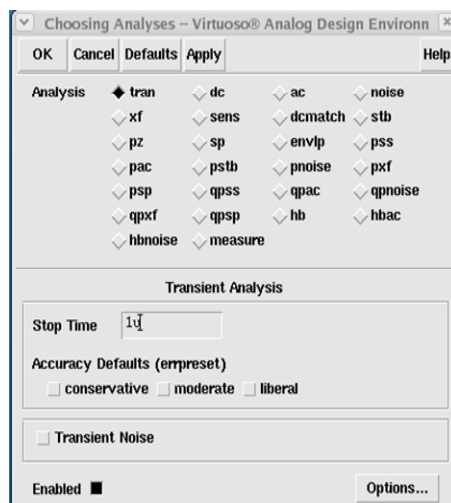 Choosing Analyses – Virtuoso® Analog Design Environn
OK Cancel Defaults Apply Help
Analysis tran dc ac noise
xf sens dcmatch stb
pz sp envlp pss
pac pstb pnoise pxf
psp qpss qpac qpnoise
qpxf qpsp hb hbac
hbnoise measure
Transient Analysis
Stop Time 1u
Accuracy Defaults (errpreset)
conservative moderate liberal
Transient Noise
Enabled Options...